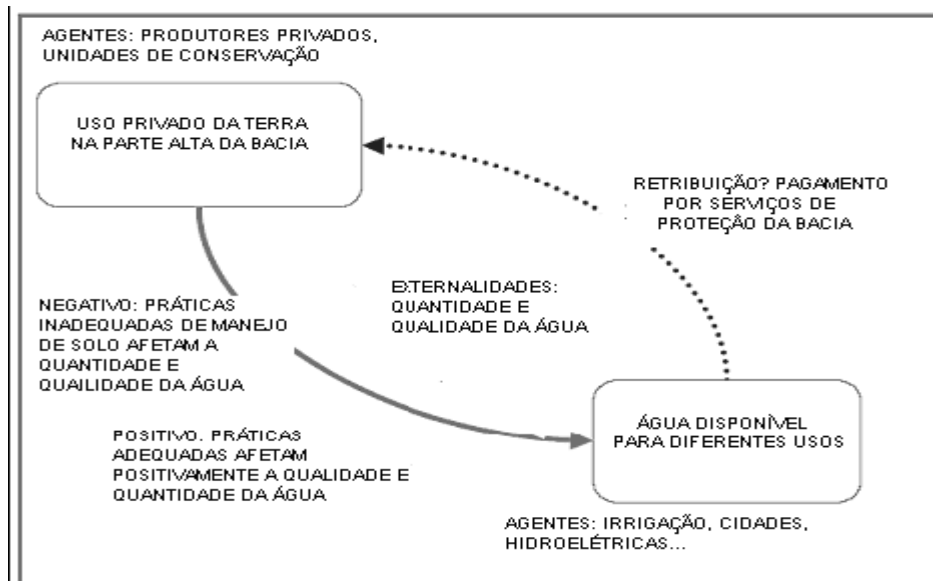 AGENTES: PRODUTORES PRIVADOS,
UNIDADES DE CONSERVAÇÃO
USO PRIVADO DA TERRA
NA PARTE ALTA DA BACIA
RETRIBUIÇÃO? PAGAMENTO
POR SERVIÇOS DE
PROTEÇÃO DA BACIA
EXTERNALIDADES:
QUANTIDADE E
QUALIDADE DA ÁGUA
NEGATIVO: PRÁTICAS
INADEQUADAS DE MANEJO
DE SOLO AFETAM A
QUANTIDADE E
QUAILIDADE DA ÁGUA
ÁGUA DISPONÍVEL
PARA DIFERENTES USOS
POSITIVO. PRÁTICAS
ADEQUADAS AFETAM
POSITIVAMENTE A QUALIDADE E
QUANTIDADE DA ÁGUA
AGENTES: IRRIGAÇÃO, CIDADES,
HIDROELÉTRICAS...